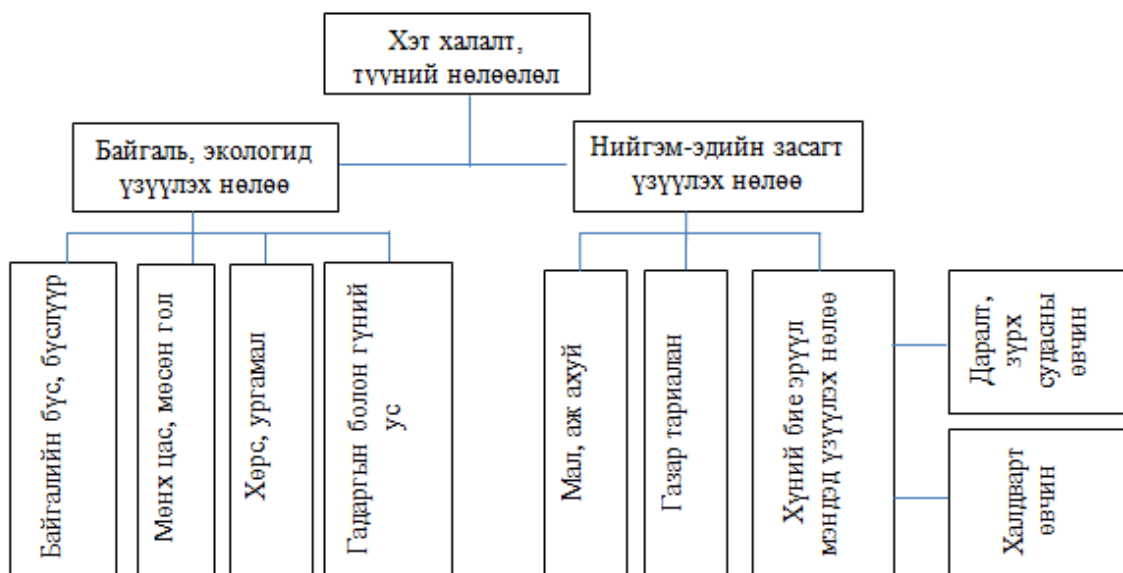 Хэт халалт,
түүний нөлөөлөл
Байгаль, экологид
үзүүлэх нөлөө
Нийгэм-эдийн засагт
үзүүлэх нөлөө
Байгалийн бүс, бүслүүр
Мөнх цас, мөсөн гол
Хөрс, ургамал
Гадаргын болон гүний
ус
Мал, аж ахуй
Газар тариалан
Хүний бие эрүүл
мэндэд үзүүлэх нөлөө
Даралт,
зүрх
судасны
өвчин
Халдварт
өвчин